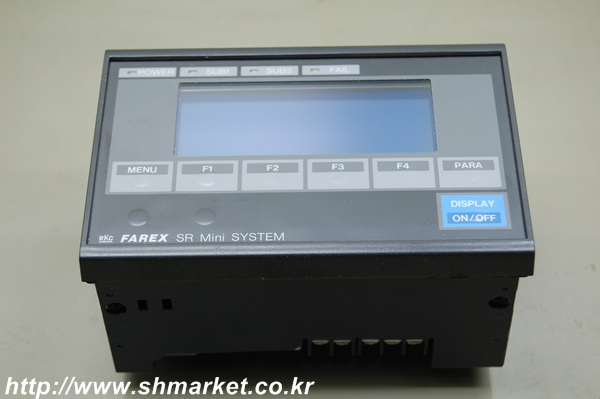 POWER SUB1 SUB2 FAIL
MENU F1 F2 F3 F4 PARA
DISPLAY
ON/OFF
RKC FAREX SR Mini SYSTEM
http://www.shmarket.co.kr